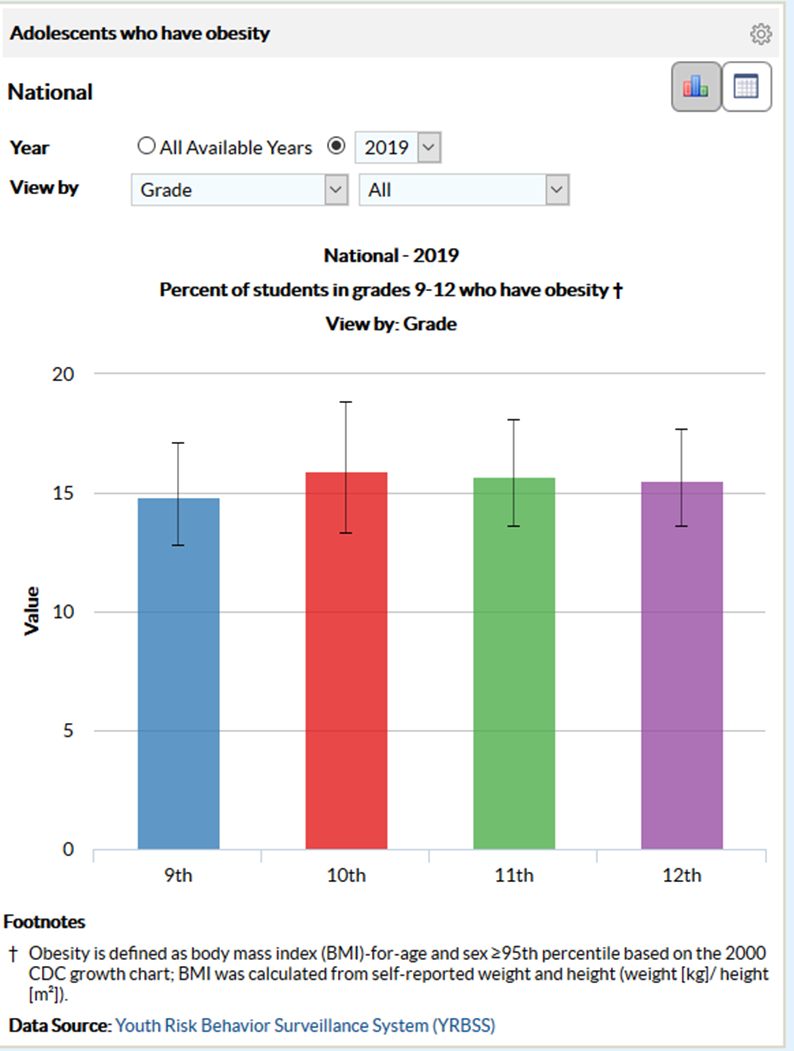 Adolescents who have obesity
National
Year All Available Years 2019
View by Grade All
National - 2019
Percent of students in grades 9-12 who have obesity †
View by: Grade
20
15
10
5
0
Value
9th 10th 11th 12th
Footnotes
† Obesity is defined as body mass index (BMI)-for-age and sex ≥95th percentile based on the 2000
CDC growth chart; BMI was calculated from self-reported weight and height (weight [kg]/ height
[m²]).
Data Source: Youth Risk Behavior Surveillance System (YRBSS)